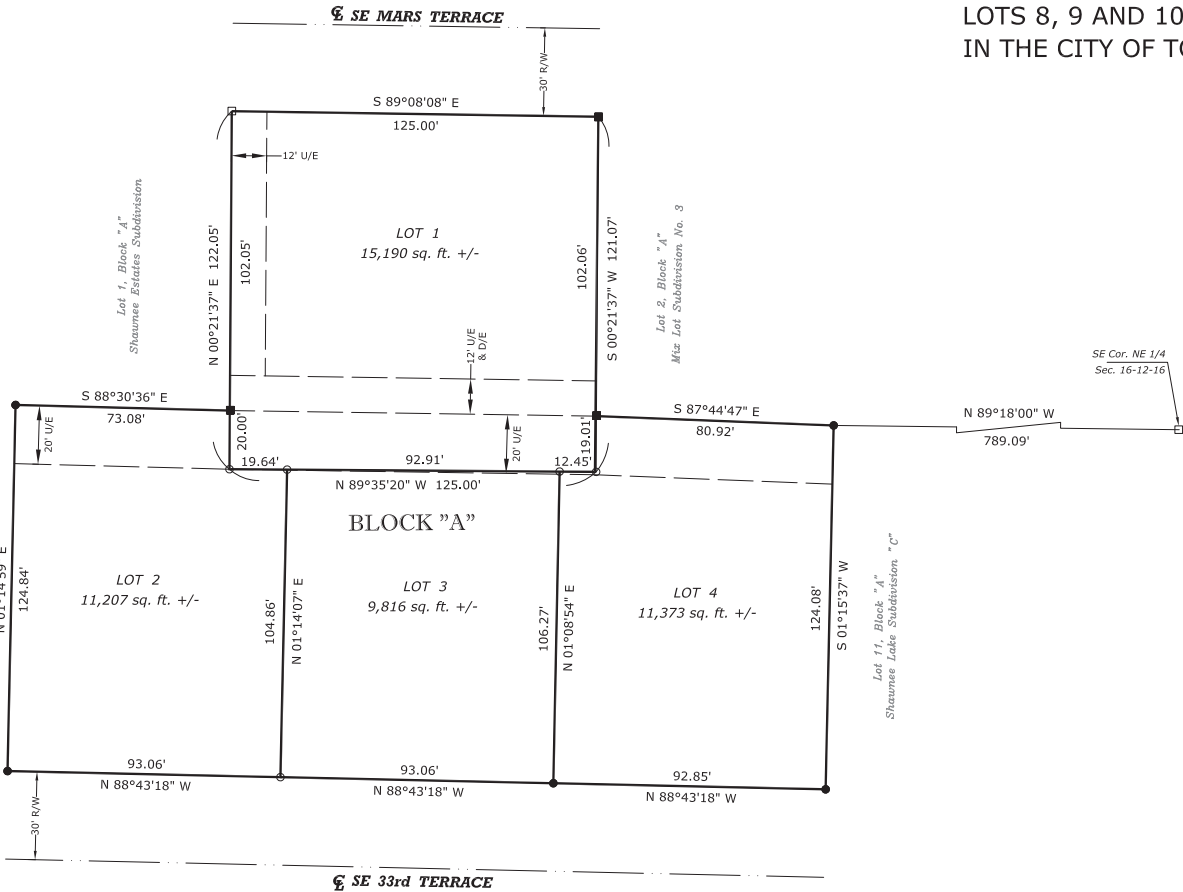 ℄ SE MARS TERRACE
LOTS 8, 9 AND 10
IN THE CITY OF
30' R/W
S 89°08'08" E
125.00'
12' U/E
Lot 1, Block "A"
Shawnee Estates Subdivision
N 00°21'37" E 122.05'
102.05'
LOT 1
15,190 sq. ft. +/-
102.06'
S 00°21'37" W 121.07'
Lot 2, Block "A"
Mix Lot Subdivision No. 3
12' U/E
& D/E
SE Cor. NE 1/4
Sec. 16-12-16
S 88°30'36" E
73.08'
20' U/E
20.00'
20' U/E
19.01'
S 87°44'47" E
80.92'
N 89°18'00" W
789.09'
19.64'
92.91'
12.45'
N 89°35'20" W 125.00'
BLOCK "A"
N 01°14'59" E
124.84'
LOT 2
11,207 sq. ft. +/-
104.86'
N 01°14'07" E
LOT 3
9,816 sq. ft. +/-
106.27'
N 01°08'54" E
LOT 4
11,373 sq. ft. +/-
124.08'
S 01°15'37" W
Lot 11, Block "A"
Shawnee Lake Subdivision "C"
93.06'
N 88°43'18" W
93.06'
N 88°43'18" W
92.85'
N 88°43'18" W
30' R/W
℄ SE 33rd TERRACE